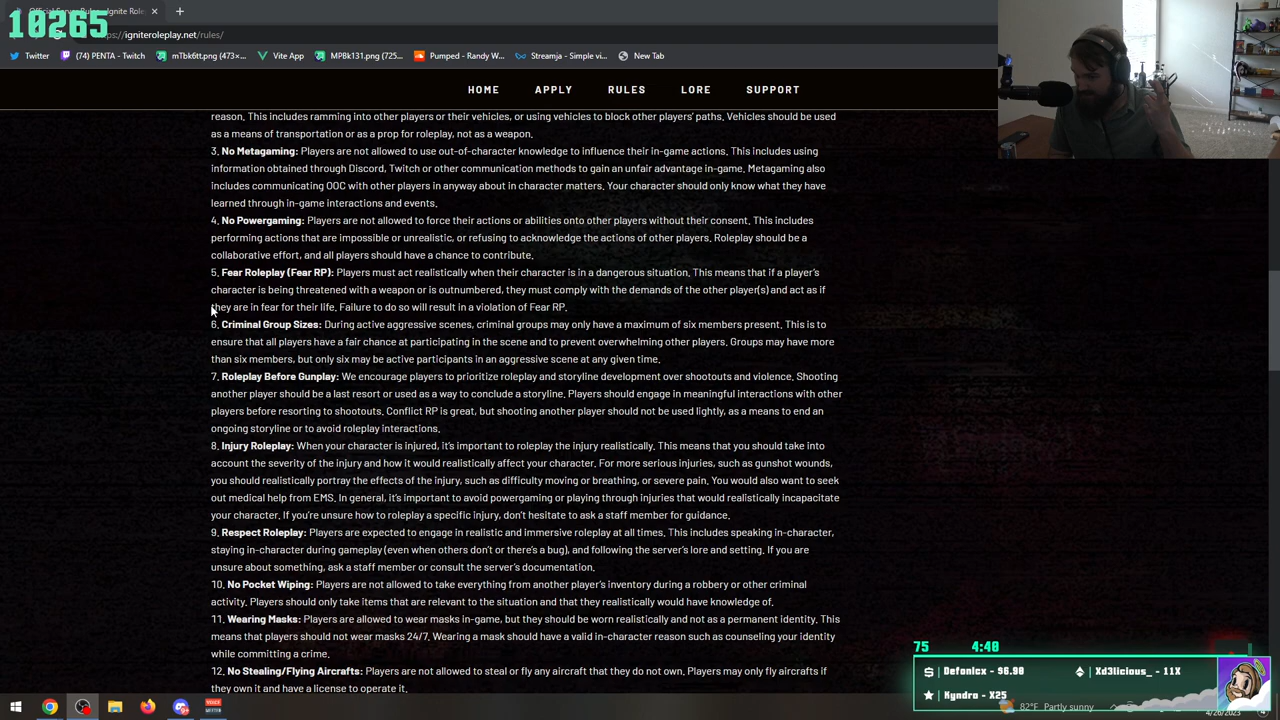 10265
Official Server Rules - Ignite Role
igniteroleplay.net/rules/
Twitter (74) PENTA - Twitch mTbk6tt.png (473×... Vite App MPBk131.png (725... Pumped - Randy W... Streamja - Simple vi... New Tab
HOME APPLY RULES LORE SUPPORT
reason. This includes ramming into other players or their vehicles, or using vehicles to block other players' paths. Vehicles should be used
as a means of transportation or as a prop for roleplay, not as a weapon.
3. No Metagaming: Players are not allowed to use out-of-character knowledge to influence their in-game actions. This includes using
information obtained through Discord, Twitch or other communication methods to gain an unfair advantage in-game. Metagaming also
includes communicating OOC with other players in anyway about in character matters. Your character should only know what they have
learned through in-game interactions and events.
4. No Powergaming: Players are not allowed to force their actions or abilities onto other players without their consent. This includes
performing actions that are impossible or unrealistic, or refusing to acknowledge the actions of other players. Roleplay should be a
collaborative effort, and all players should have a chance to contribute.
5. Fear Roleplay (Fear RP): Players must act realistically when their character is in a dangerous situation. This means that if a player's
character is being threatened with a weapon or is outnumbered, they must comply with the demands of the other player(s) and act as if
they are in fear for their life. Failure to do so will result in a violation of Fear RP.
6. Criminal Group Sizes: During active aggressive scenes, criminal groups may only have a maximum of six members present. This is to
ensure that all players have a fair chance at participating in the scene and to prevent overwhelming other players. Groups may have more
than six members, but only six may be active participants in an aggressive scene at any given time.
7. Roleplay Before Gunplay: We encourage players to prioritize roleplay and storyline development over shootouts and violence. Shooting
another player should be a last resort or used as a way to conclude a storyline. Players should engage in meaningful interactions with other
players before resorting to shootouts. Conflict RP is great, but shooting another player should not be used lightly, as a means to end an
ongoing storyline or to avoid roleplay interactions.
8. Injury Roleplay: When your character is injured, it's important to roleplay the injury realistically. This means that you should take into
account the severity of the injury and how it would realistically affect your character. For more serious injuries, such as gunshot wounds,
you should realistically portray the effects of the injury, such as difficulty moving or breathing, or severe pain. You would also want to seek
out medical help from EMS. In general, it's important to avoid powergaming or playing through injuries that would realistically incapacitate
your character. If you're unsure how to roleplay a specific injury, don't hesitate to ask a staff member for guidance.
9. Respect Roleplay: Players are expected to engage in realistic and immersive roleplay at all times. This includes speaking in-character,
staying in-character during gameplay (even when others don't or there's a bug), and following the server's lore and setting. If you are
unsure about something, ask a staff member or consult the server's documentation.
10. No Pocket Wiping: Players are not allowed to take everything from another player's inventory during a robbery or other criminal
activity. Players should only take items that are relevant to the situation and that they realistically would have knowledge of.
11. Wearing Masks: Players are allowed to wear masks in-game, but they should be worn realistically and not as a permanent identity. This
means that players should not wear masks 24/7. Wearing a mask should have a valid in-character reason such as counseling your identity
while committing a crime.
12. No Stealing/Flying Aircrafts: Players are not allowed to steal or fly any aircraft that they do not own. Players may only fly aircrafts if
they own it and have a license to operate it.
75 4:40
Defonicx - 96.90 Xd3licious_ - 11X
Kyndra - X25
82°F Partly sunny
4/26/2023